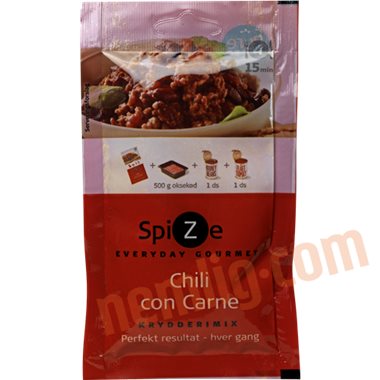 15 min
500 g oksekød
1 ds
1 ds
SpiZe
EVERYDAY GOURMET
Chili
con Carne
KRYDDERIMIX
Perfekt resultat - hver gang
nemlig.com